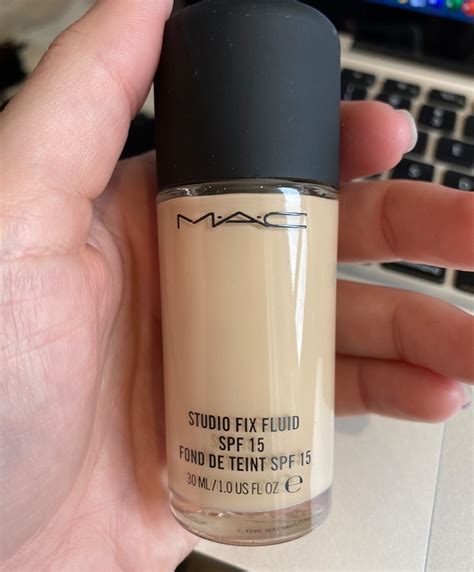 M·A·C
STUDIO FIX FLUID
SPF 15
FOND DE TEINT SPF 15
30 ML/1.0 US FL OZ e